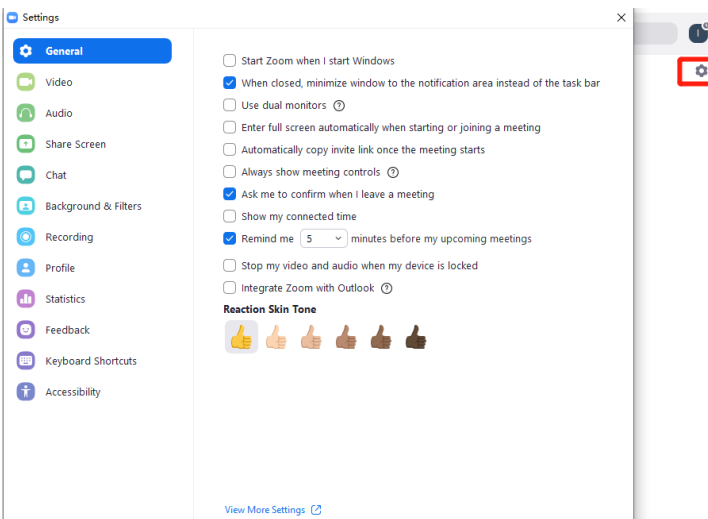 Settings
General
Video
Audio
Share Screen
Chat
Background & Filters
Recording
Profile
Statistics
Feedback
Keyboard Shortcuts
Accessibility
Start Zoom when I start Windows
When closed, minimize window to the notification area instead of the task bar
Use dual monitors
Enter full screen automatically when starting or joining a meeting
Automatically copy invite link once the meeting starts
Always show meeting controls
Ask me to confirm when I leave a meeting
Show my connected time
Remind me 5 minutes before my upcoming meetings
Stop my video and audio when my device is locked
Integrate Zoom with Outlook
Reaction Skin Tone
View More Settings